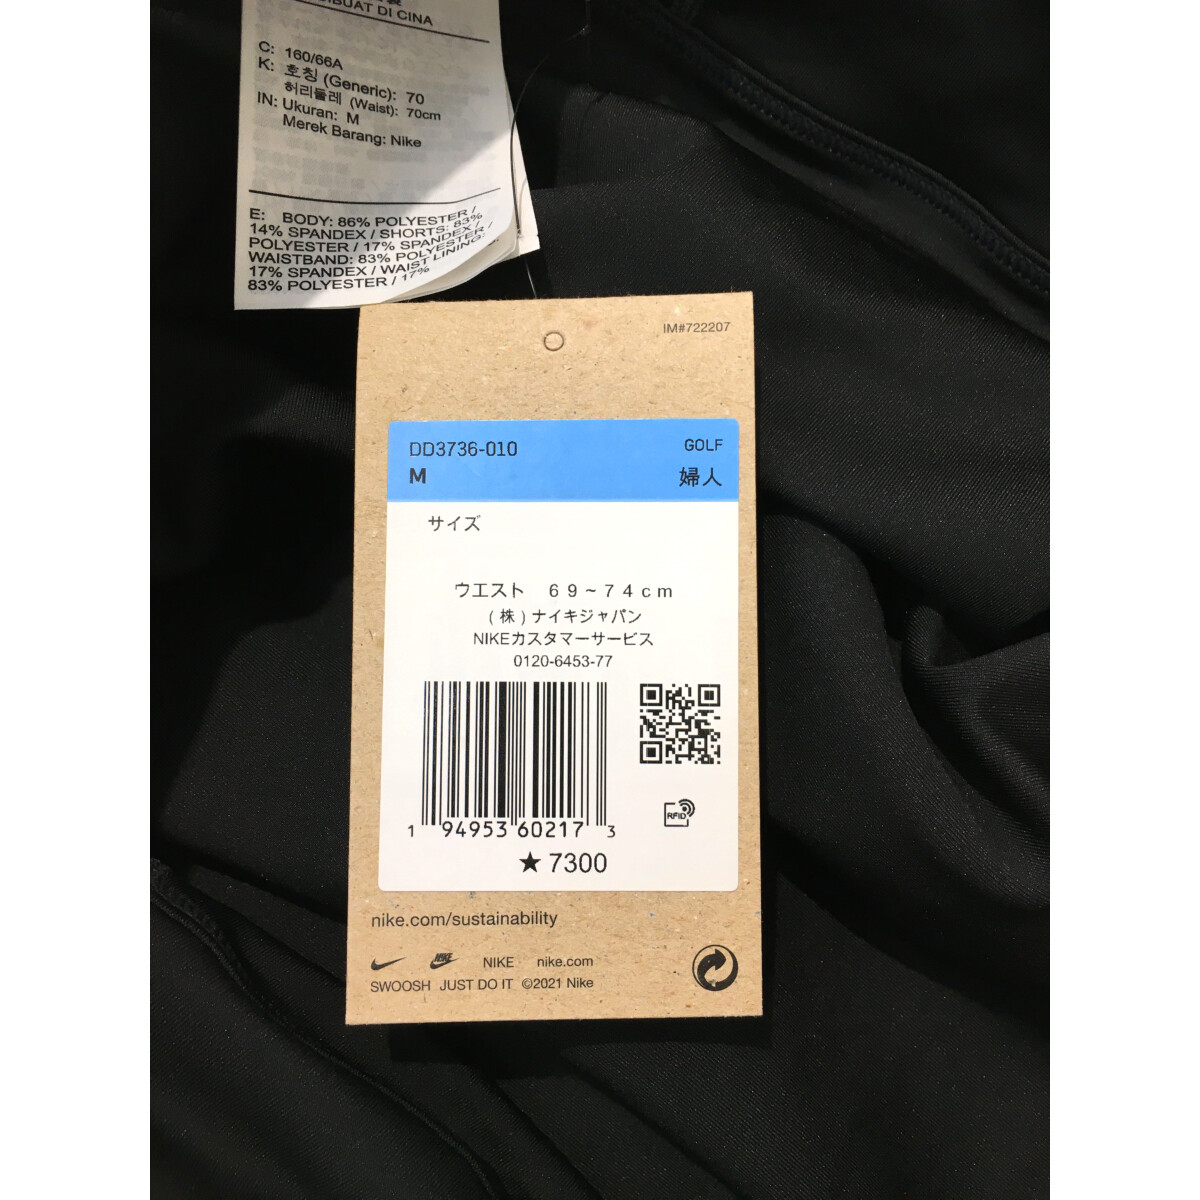 DIBUAT DI CINA
C: 160/66A
K: 호칭 (Generic): 70
허리둘레 (Waist): 70cm
IN: Ukuran: M
Merek Barang: Nike
E: BODY: 86% POLYESTER /
14% SPANDEX / SHORTS: 83%
POLYESTER / 17% SPANDEX /
WAISTBAND: 83% POLYESTER /
17% SPANDEX / WAIST LINING:
83% POLYESTER / 17%
IM#722207
DD3736-010 GOLF
M 婦人
サイズ
ウエスト 69~74cm
(株)ナイキジャパン
NIKEカスタマーサービス
0120-6453-77
RFID
1 94953 60217 3
★ 7300
nike.com/sustainability
NIKE NIKE nike.com
SWOOSH JUST DO IT ©2021 Nike